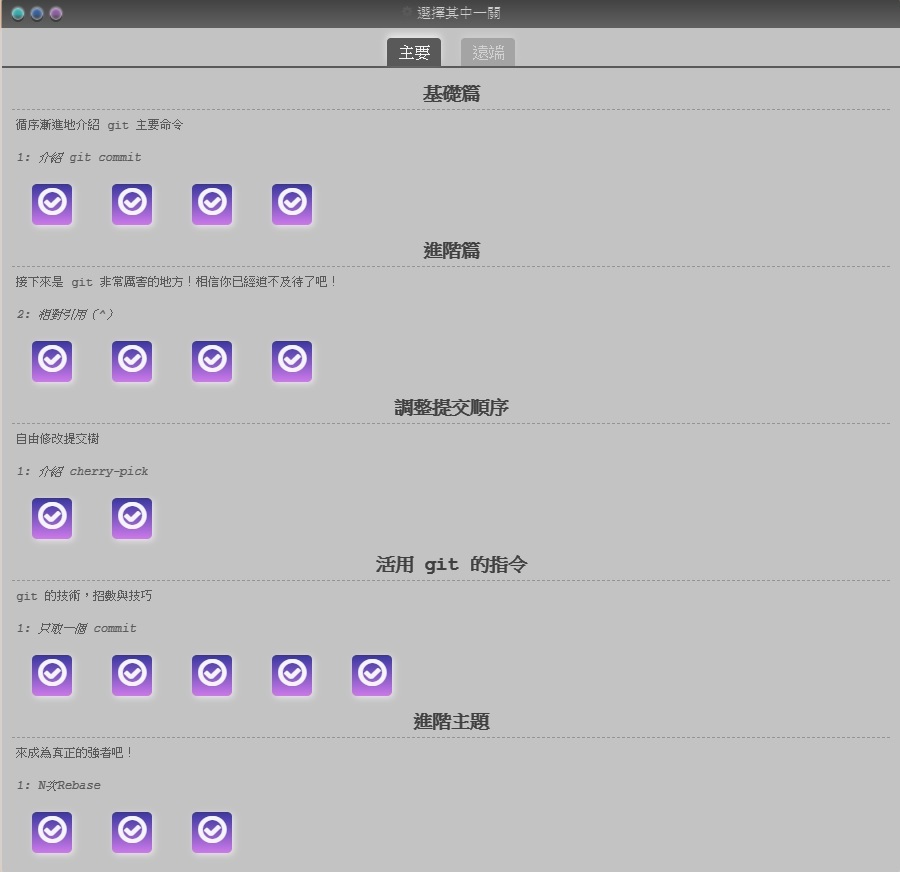 選擇其中一關
主要 遠端
基礎篇
循序漸進地介紹 git 主要命令
1: 介紹 git commit
進階篇
接下來是 git 非常厲害的地方！相信你已經迫不及待了吧！
2: 相對引用（^）
調整提交順序
自由修改提交樹
1: 介紹 cherry-pick
活用 git 的指令
git 的技術，招數與技巧
1: 只取一個 commit
進階主題
來成為真正的強者吧！
1: N次Rebase